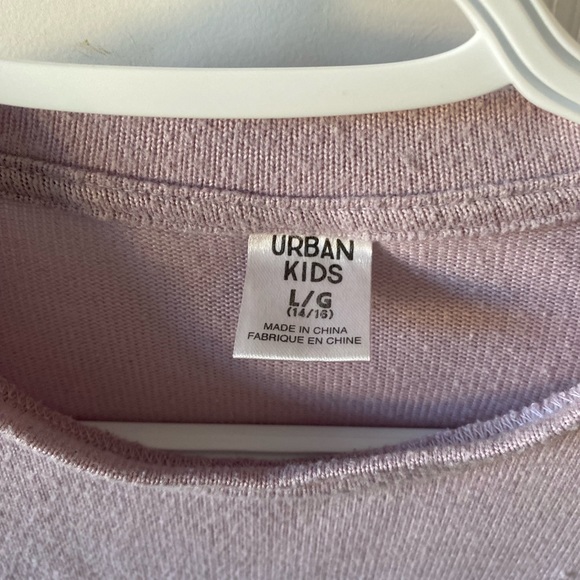 URBAN
KIDS
L/G
(14/16)
MADE IN CHINA
FABRIQUE EN CHINE